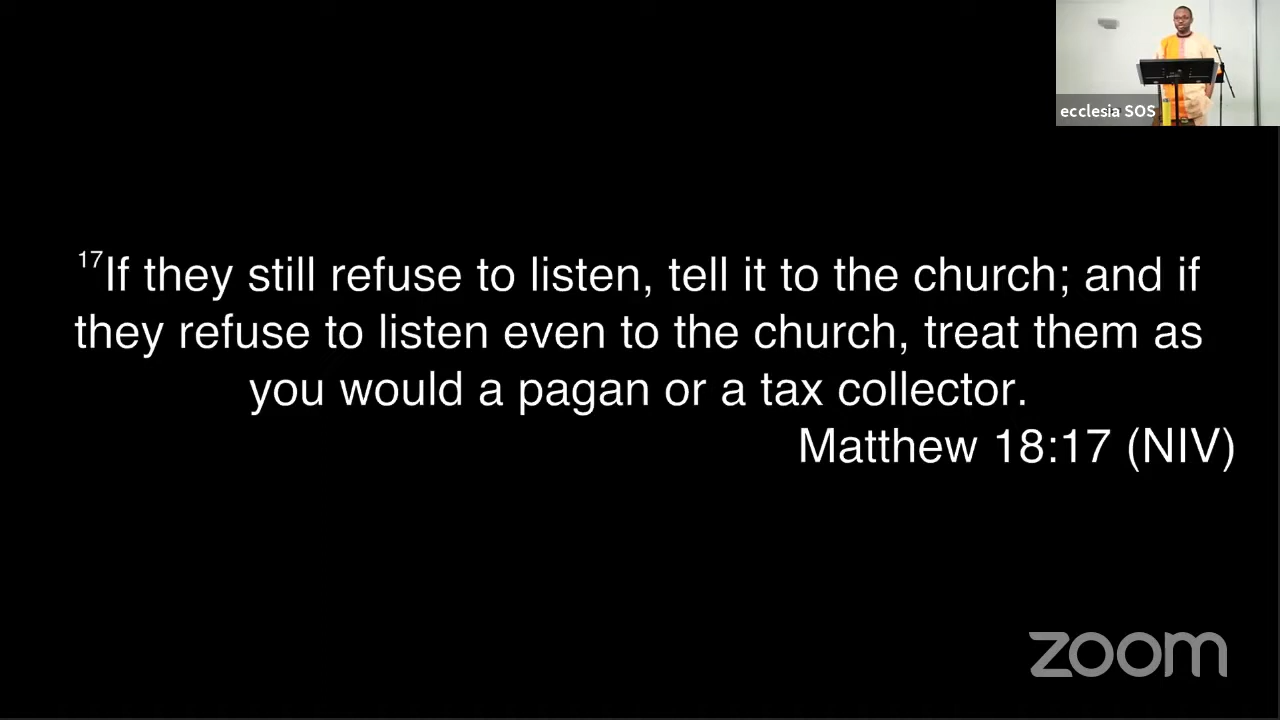 ecclesia SOS
17If they still refuse to listen, tell it to the church; and if
they refuse to listen even to the church, treat them as
you would a pagan or a tax collector.
Matthew 18:17 (NIV)
zoom